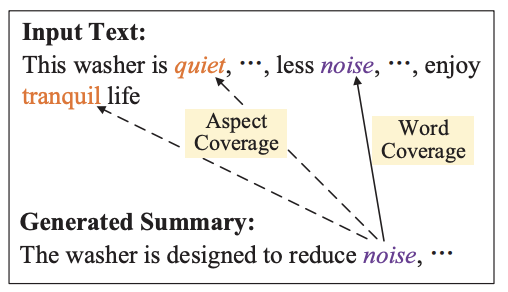 Input Text:
This washer is quiet, ···, less noise, ···, enjoy
tranquil life
Aspect
Coverage
Word
Coverage
Generated Summary:
The washer is designed to reduce noise, ···